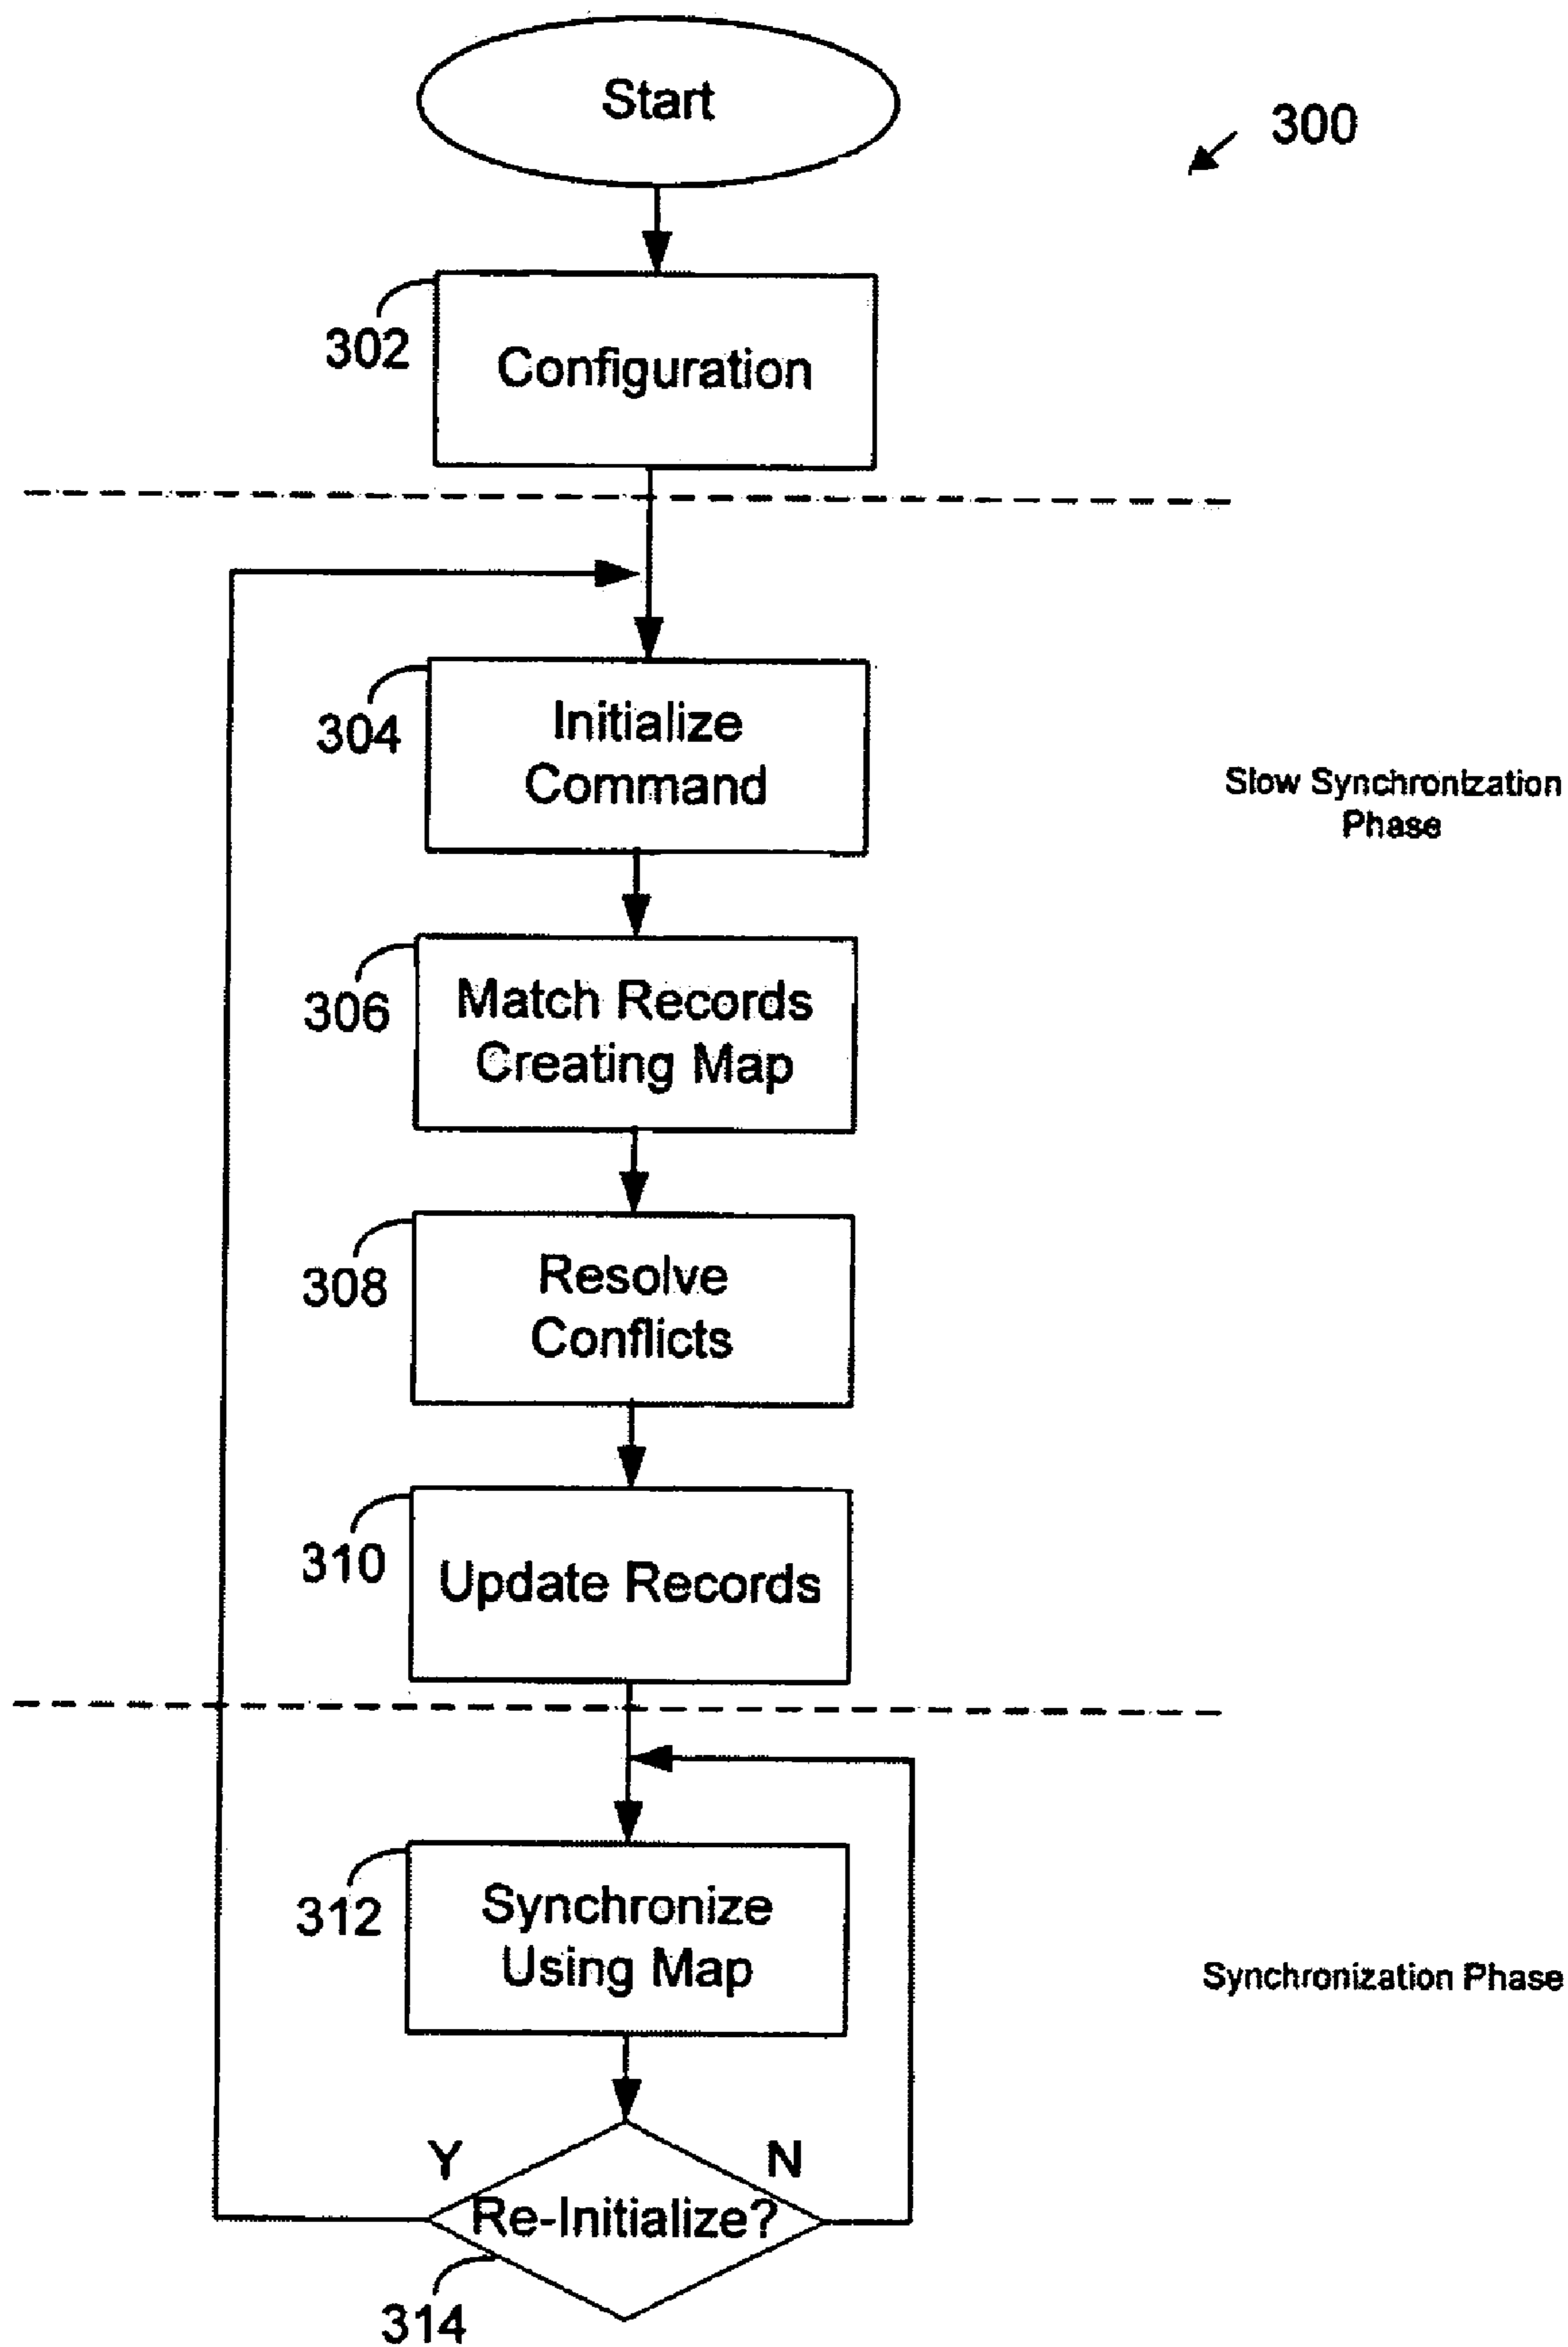 Start
300
302
Configuration
304
Initialize
Command
Slow Synchronization
Phase
306
Match Records
Creating Map
308
Resolve
Conflicts
310
Update Records
312
Synchronize
Using Map
Synchronization Phase
Y
N
Re-Initialize?
314